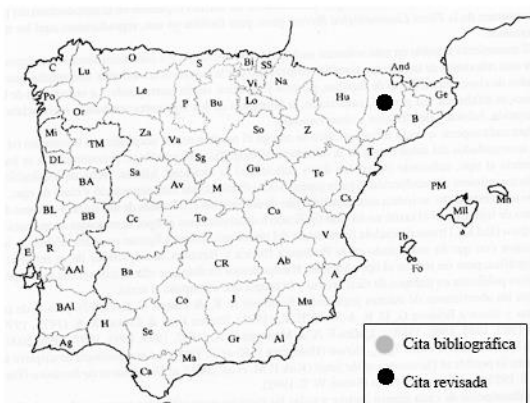 C Lu O S Bi SS And
Po Le Vi Na Ge
Or P Bu Lo Hu B
Mi TM Za Va So Z T
DL Sa Sg Gu Te
BA Av M Cs PM Mll Mn
BL BB Cc To Cu V Ib
E R AAl Ba CR Ab A Fo
BAl Co J Mu
Ag H Se Gr Al
Ca Ma
Cita bibliográfica
Cita revisada